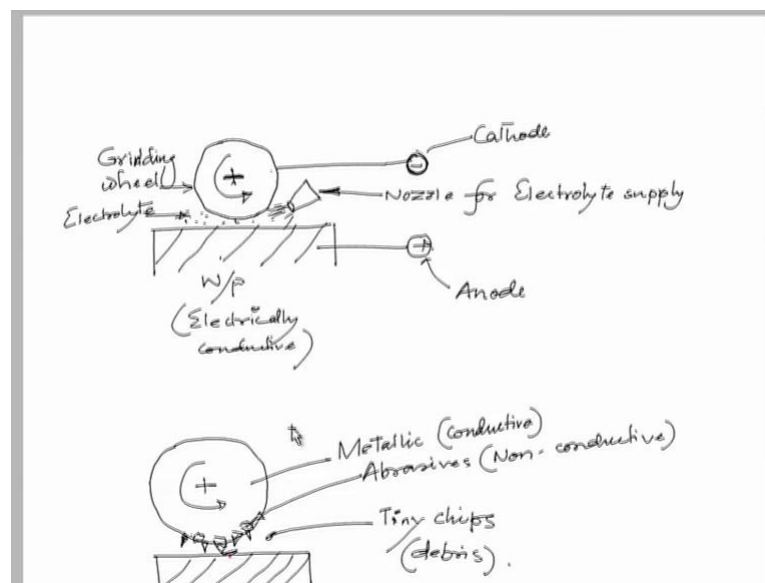 Cathode
Grinding
wheel
Nozzle for Electrolyte supply
Electrolyte
W/P
Anode
(Electrically
conductive)
Metallic (conductive)
Abrasives (Non-conductive)
Tiny chips
(debris).